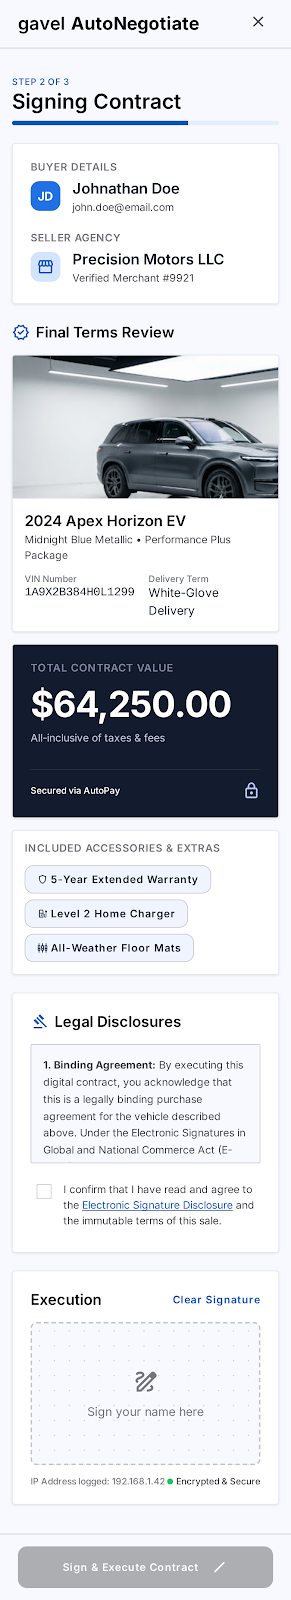 gavel AutoNegotiate
STEP 2 OF 3
Signing Contract
BUYER DETAILS
JD
Johnathan Doe
john.doe@email.com
SELLER AGENCY
Precision Motors LLC
Verified Merchant #9921
Final Terms Review
2024 Apex Horizon EV
Midnight Blue Metallic • Performance Plus
Package
VIN Number
1A9X2B384H0L1299
Delivery Term
White-Glove
Delivery
TOTAL CONTRACT VALUE
$64,250.00
All-inclusive of taxes & fees
Secured via AutoPay
INCLUDED ACCESSORIES & EXTRAS
5-Year Extended Warranty
Level 2 Home Charger
All-Weather Floor Mats
Legal Disclosures
1. Binding Agreement: By executing this
digital contract, you acknowledge that
this is a legally binding purchase
agreement for the vehicle described
above. Under the Electronic Signatures in
Global and National Commerce Act (E-
I confirm that I have read and agree to
the Electronic Signature Disclosure and
the immutable terms of this sale.
Execution
Clear Signature
Sign your name here
IP Address logged: 192.168.1.42
Encrypted & Secure
Sign & Execute Contract